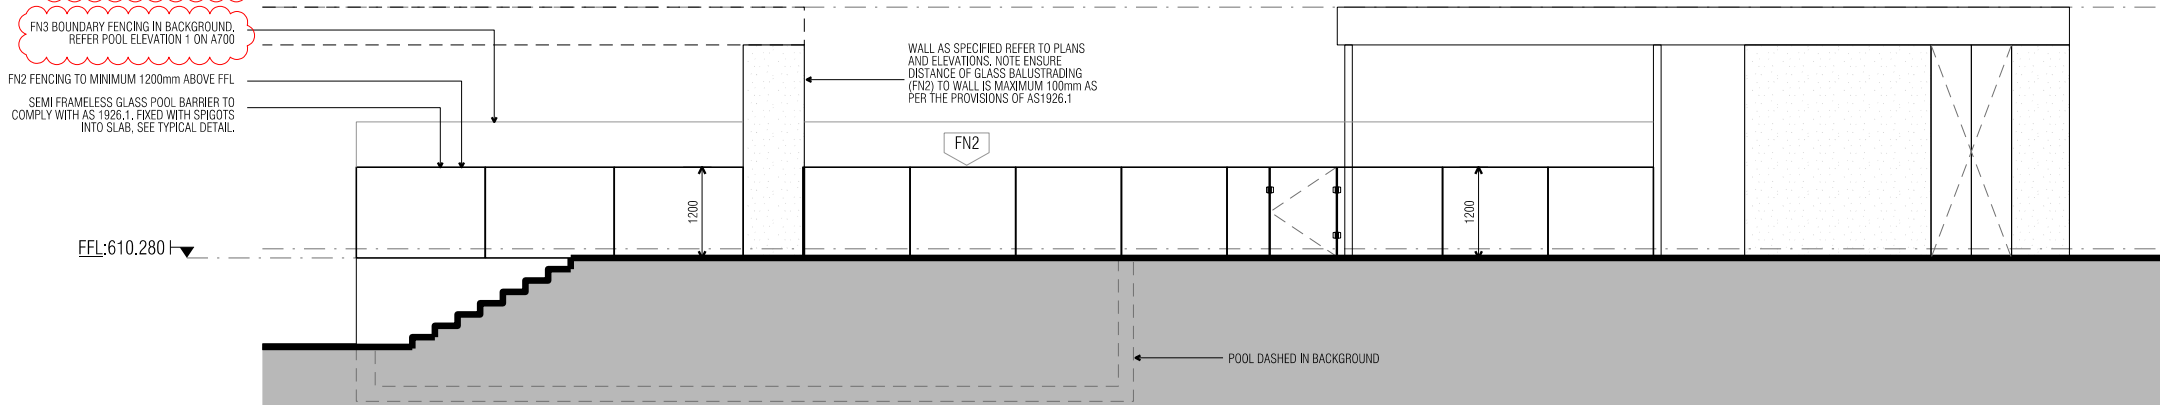 FN3 BOUNDARY FENCING IN BACKGROUND,
REFER POOL ELEVATION 1 ON A700
FN2 FENCING TO MINIMUM 1200mm ABOVE FFL
SEMI FRAMELESS GLASS POOL BARRIER TO
COMPLY WITH AS 1926.1. FIXED WITH SPIGOTS
INTO SLAB, SEE TYPICAL DETAIL.
WALL AS SPECIFIED REFER TO PLANS
AND ELEVATIONS. NOTE ENSURE
DISTANCE OF GLASS BALUSTRADING
(FN2) TO WALL IS MAXIMUM 100mm AS
PER THE PROVISIONS OF AS1926.1
FN2
1200
1200
FFL:610.280
POOL DASHED IN BACKGROUND